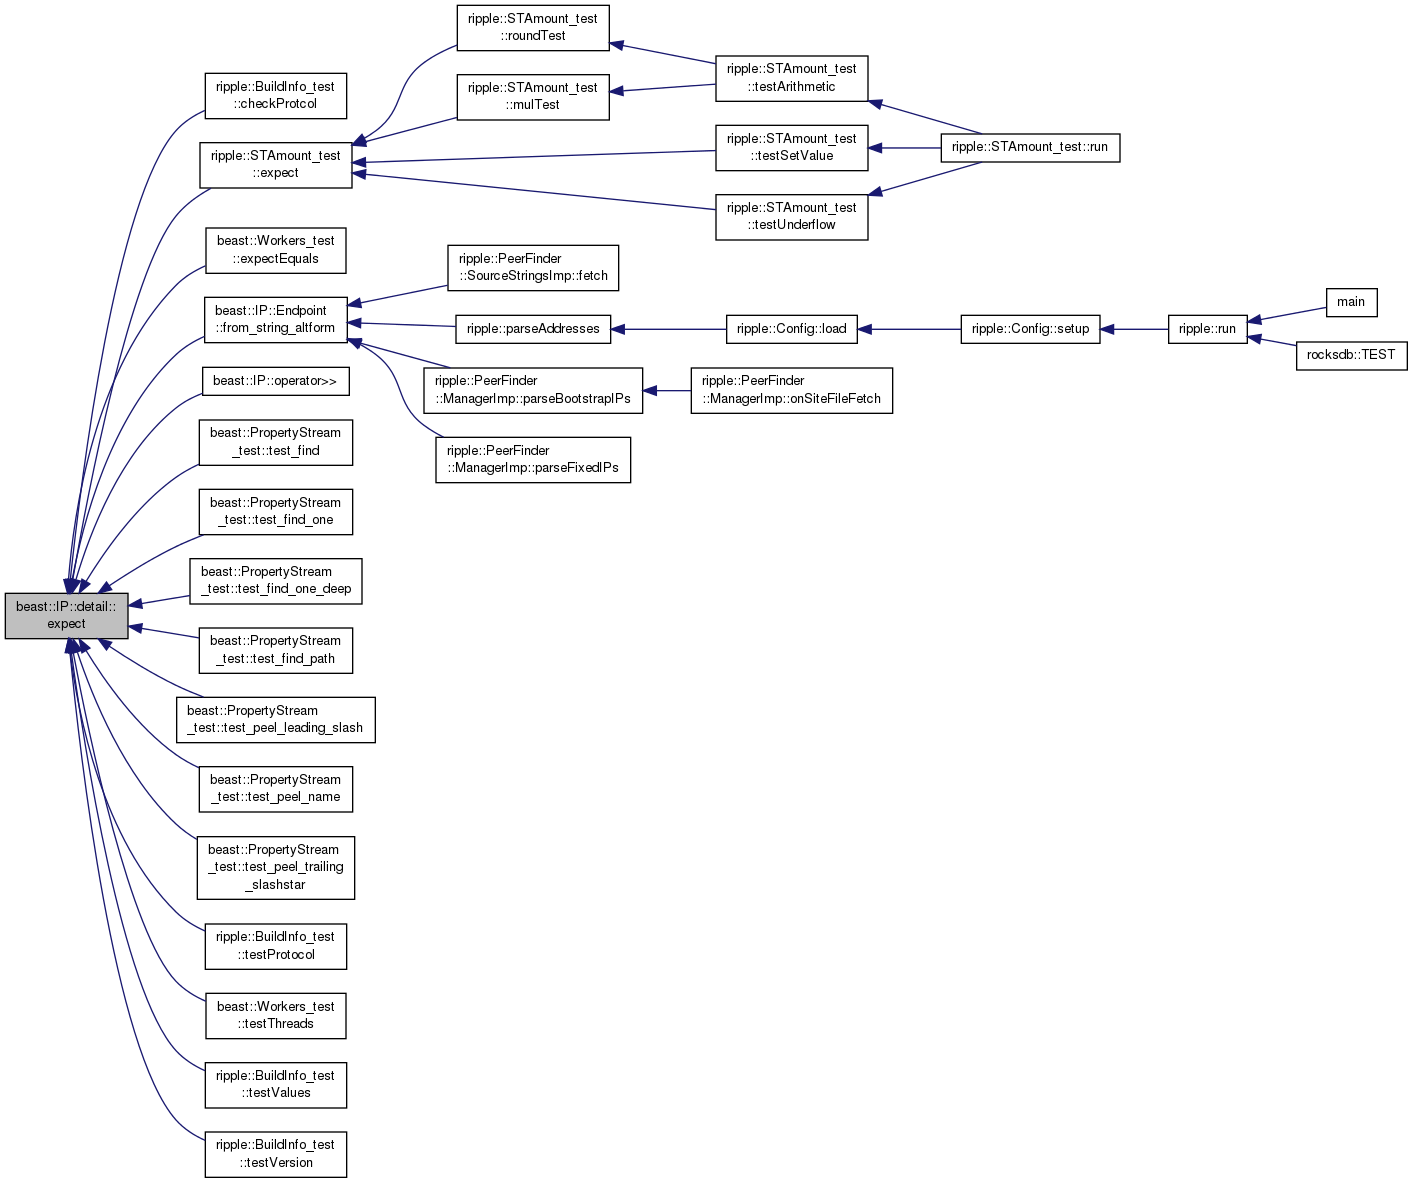 ripple::STAmount_test
::roundTest
ripple::BuildInfo_test
::checkProtcol
ripple::STAmount_test
::mulTest
ripple::STAmount_test
::testArithmetic
ripple::STAmount_test
::expect
ripple::STAmount_test
::testSetValue
ripple::STAmount_test::run
ripple::STAmount_test
::testUnderflow
beast::Workers_test
::expectEquals
ripple::PeerFinder
::SourceStringsImp::fetch
beast::IP::Endpoint
::from_string_altform
ripple::parseAddresses
ripple::Config::load
ripple::Config::setup
ripple::run
main
rocksdb::TEST
beast::IP::operator>>
ripple::PeerFinder
::ManagerImp::parseBootstrapIPs
ripple::PeerFinder
::ManagerImp::onSiteFileFetch
ripple::PeerFinder
::ManagerImp::parseFixedIPs
beast::PropertyStream
_test::test_find
beast::PropertyStream
_test::test_find_one
beast::PropertyStream
_test::test_find_one_deep
beast::IP::detail::
expect
beast::PropertyStream
_test::test_find_path
beast::PropertyStream
_test::test_peel_leading_slash
beast::PropertyStream
_test::test_peel_name
beast::PropertyStream
_test::test_peel_trailing
_slashstar
ripple::BuildInfo_test
::testProtocol
beast::Workers_test
::testThreads
ripple::BuildInfo_test
::testValues
ripple::BuildInfo_test
::testVersion